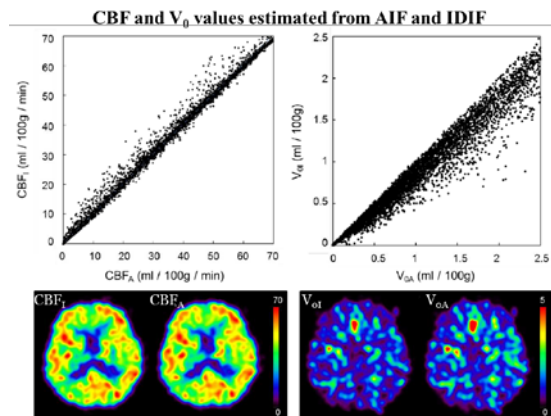 CBF and V0 values estimated from AIF and IDIF
CBFI (ml / 100g / min)
70
60
50
40
30
20
10
0
0 10 20 30 40 50 60 70
CBFA (ml / 100g / min)
V0I (ml / 100g)
2.5
2
1.5
1
0.5
0
0 0.5 1 1.5 2 2.5
V0A (ml / 100g)
CBFI CBFA 70
0
VoI VoA 5
0